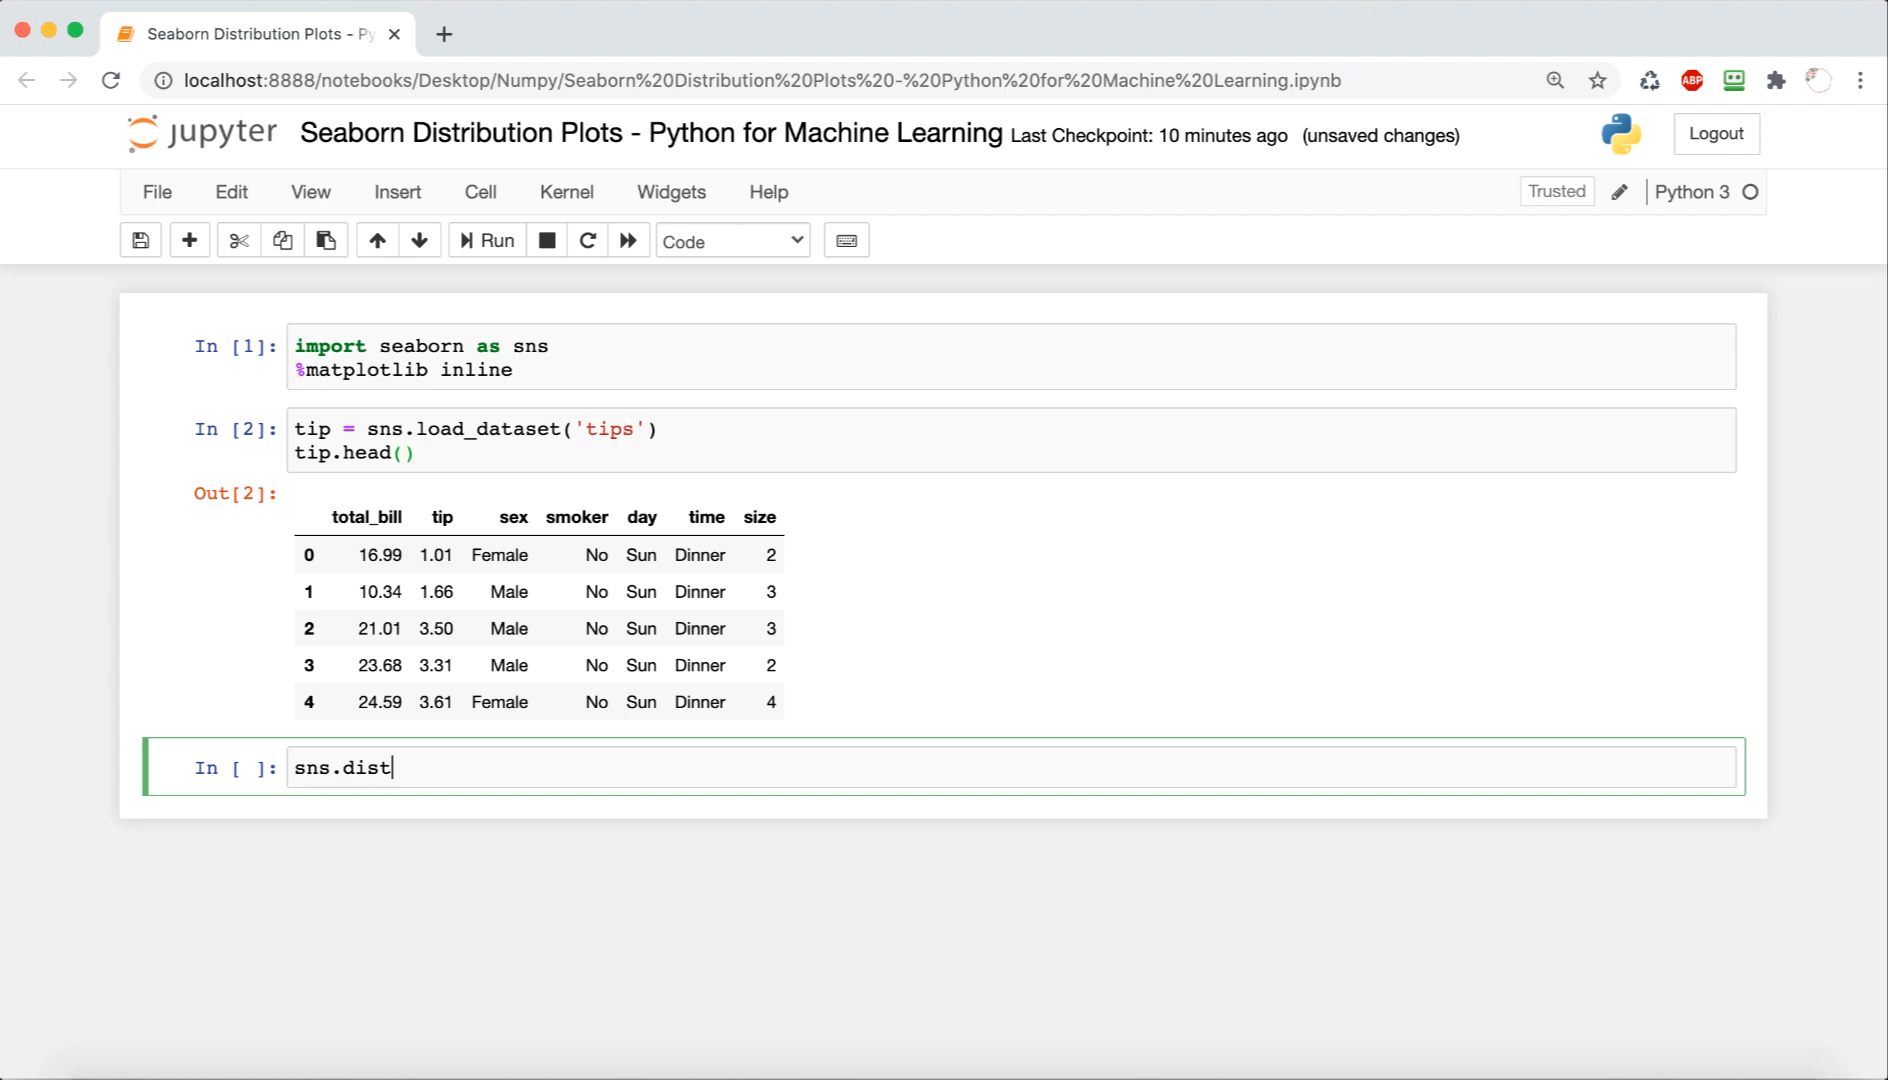 Seaborn Distribution Plots - Py
localhost:8888/notebooks/Desktop/Numpy/Seaborn%20Distribution%20Plots%20-%20Python%20for%20Machine%20Learning.ipynb
ABP
jupyter Seaborn Distribution Plots - Python for Machine Learning Last Checkpoint: 10 minutes ago (unsaved changes) Logout
File Edit View Insert Cell Kernel Widgets Help Trusted Python 3
Run Code
In [1]: import seaborn as sns
%matplotlib inline
In [2]: tip = sns.load_dataset('tips')
tip.head()
Out[2]:
total_bill tip sex smoker day time size
0 16.99 1.01 Female No Sun Dinner 2
1 10.34 1.66 Male No Sun Dinner 3
2 21.01 3.50 Male No Sun Dinner 3
3 23.68 3.31 Male No Sun Dinner 2
4 24.59 3.61 Female No Sun Dinner 4
In [ ]: sns.dist